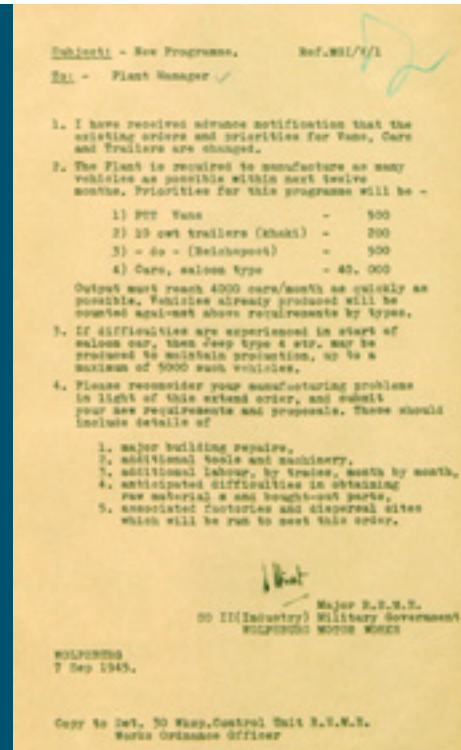 Subject: - New Programme. Ref.MGI/V/1
To: - Plant Manager
1. I have received advance notification that the
existing orders and priorities for Vans, Cars
and Trailers are changed.
2. The Plant is required to manufacture as many
vehicles as possible within next twelve
months. Priorities for this programme will be -
1) PTT Vans - 500
2) 10 cwt trailers (khaki) - 200
3) - do - (Reichspost) - 500
4) Cars, saloon type - 40. 000
Output must reach 4000 cars/month as quickly as
possible. Vehicles already produced will be
counted against above requirements by types.
3. If difficulties are experienced in start of
saloon car, then Jeep type 4 str. may be
produced to maintain production, up to a
maximum of 5000 such vehicles.
4. Please reconsider your manufacturing problems
in light of this extend order, and submit
your new requirements and proposals. These should
include details of
1. major building repairs,
2. additional tools and machinery,
3. additional labour, by trades, month by month,
4. anticipated difficulties in obtaining
raw material s and bought-out parts,
5. associated factories and dispersal sites
which will be run to meet this order.
Major R.E.M.E.
SO II(Industry) Military Government
WOLFSBURG MOTOR WORKS
WOLFSBURG
7 Sep 1945.
Copy to Det. 30 Wksp.Control Unit R.E.M.E.
Works Ordnance Officer